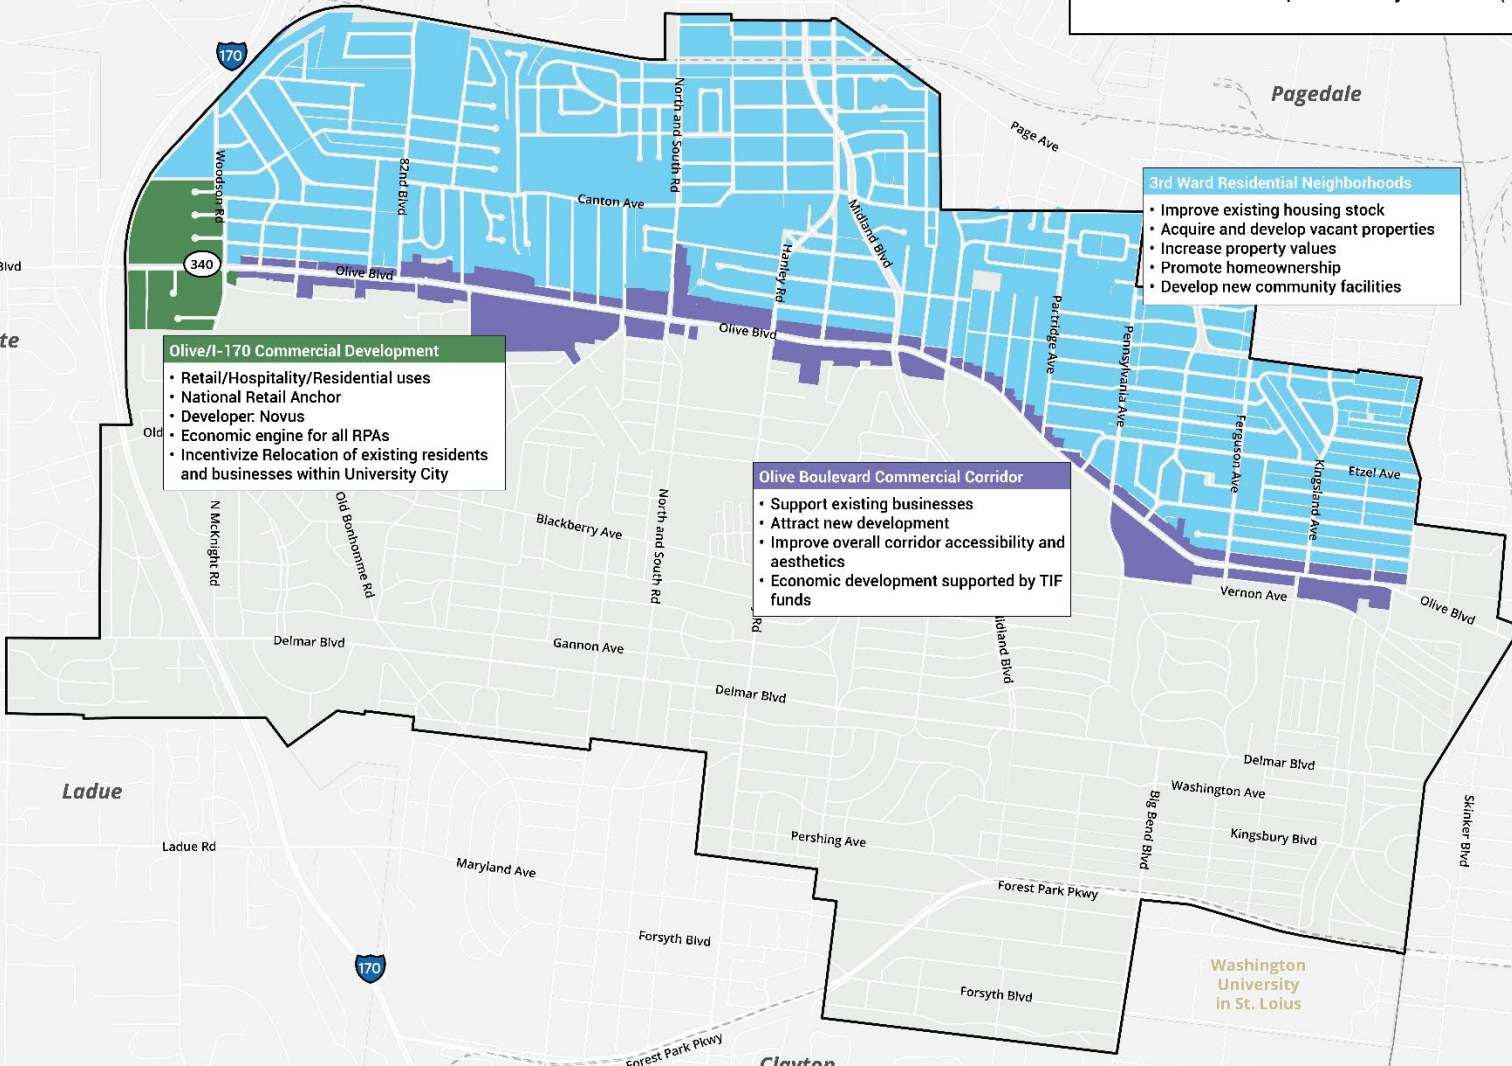 170
Pagedale
Page Ave
North and South Rd
Woodson Rd
82nd Blvd
Canton Ave
Midland Blvd
Hanley Rd
3rd Ward Residential Neighborhoods
• Improve existing housing stock
• Acquire and develop vacant properties
• Increase property values
• Promote homeownership
• Develop new community facilities
Blvd
340
Olive Blvd
Olive Blvd
Partridge Ave
Pennsylvania Ave
te
Olive/I-170 Commercial Development
• Retail/Hospitality/Residential uses
• National Retail Anchor
• Developer: Novus
• Economic engine for all RPAs
• Incentivize Relocation of existing residents
and businesses within University City
Old
Ferguson Ave
Kingsland Ave
Etzel Ave
Olive Boulevard Commercial Corridor
• Support existing businesses
• Attract new development
• Improve overall corridor accessibility and
aesthetics
• Economic development supported by TIF
funds
N McKnight Rd
Old Bonhomme Rd
Blackberry Ave
North and South Rd
Vernon Ave
Olive Blvd
Rd
idland Blvd
Delmar Blvd
Gannon Ave
Delmar Blvd
Delmar Blvd
Washington Ave
Ladue
Big Bend Blvd
Skinker Blvd
Kingsbury Blvd
Pershing Ave
Ladue Rd
Maryland Ave
Forest Park Pkwy
Forsyth Blvd
170
Washington
University
in St. Loius
Forsyth Blvd
Forest Park Pkwy
Clayton